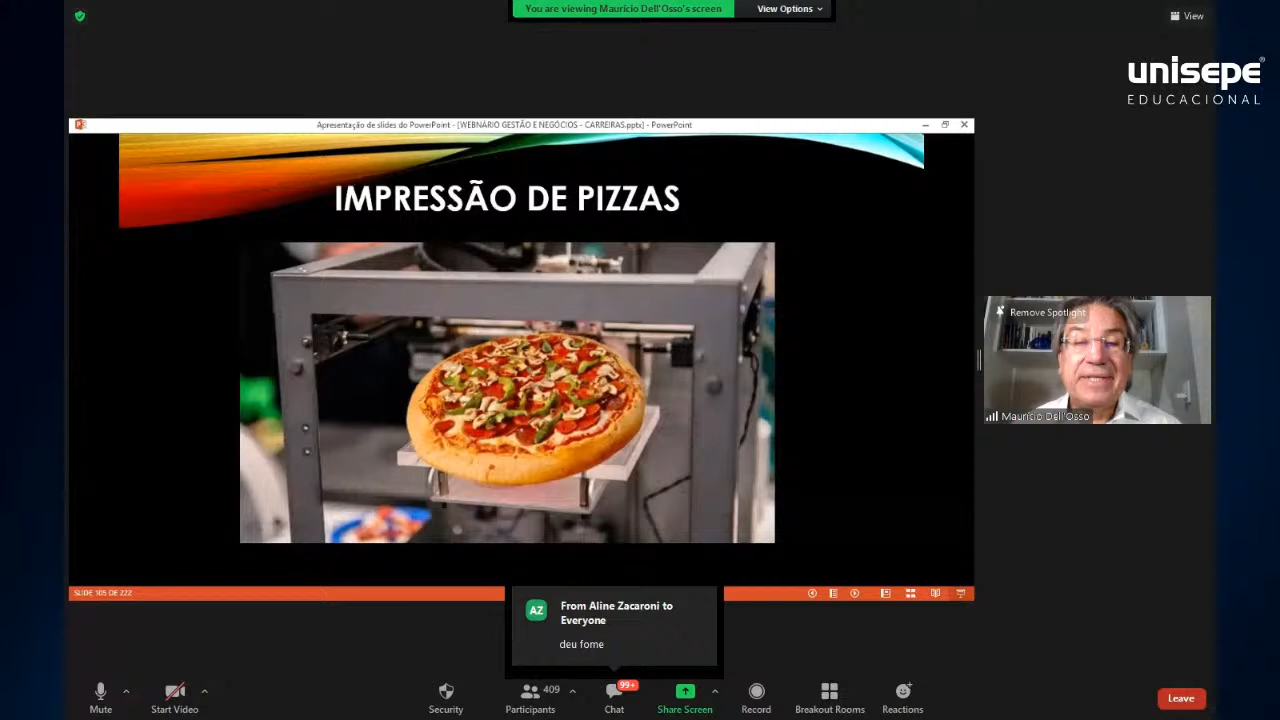 You are viewing Maurício Dell'Osso's screen
View Options
View
unisepe
EDUCACIONAL
Apresentação de slides do PowerPoint - [WEBNÁRIO GESTÃO E NEGÓCIOS - CARREIRAS.pptx] - PowerPoint
IMPRESSÃO DE PIZZAS
Remove Spotlight
Maurício Dell'Osso
SLIDE 105 DE 222
AZ
From Aline Zacaroni to
Everyone
deu fome
Mute
Start Video
Security
409
Participants
99+
Chat
Share Screen
Record
Breakout Rooms
Reactions
Leave